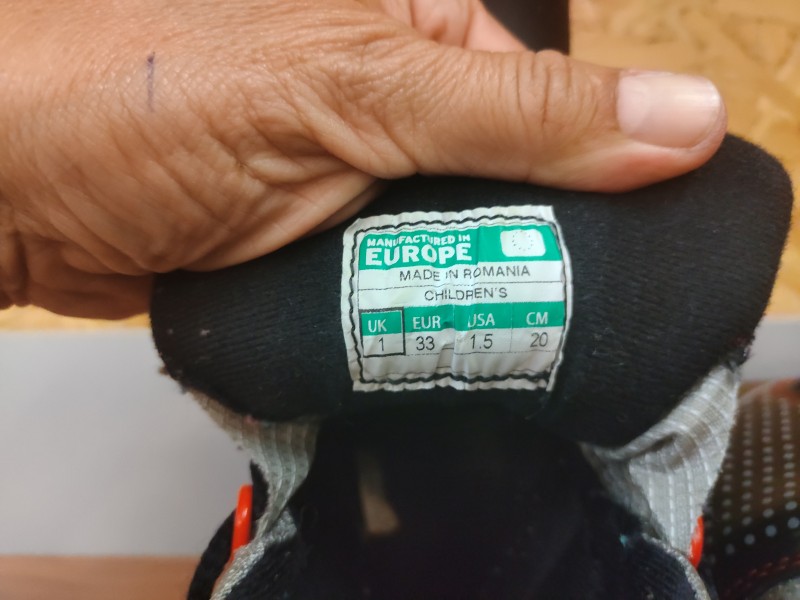 MANUFACTURED IN
EUROPE
MADE IN ROMANIA
CHILDREN'S
UK EUR USA CM
1 33 1.5 20